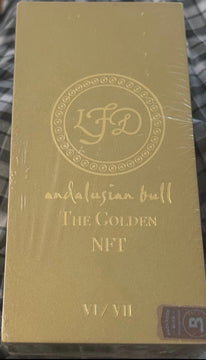 LFD
andalusian bull
THE GOLDEN
NFT
VI / VII